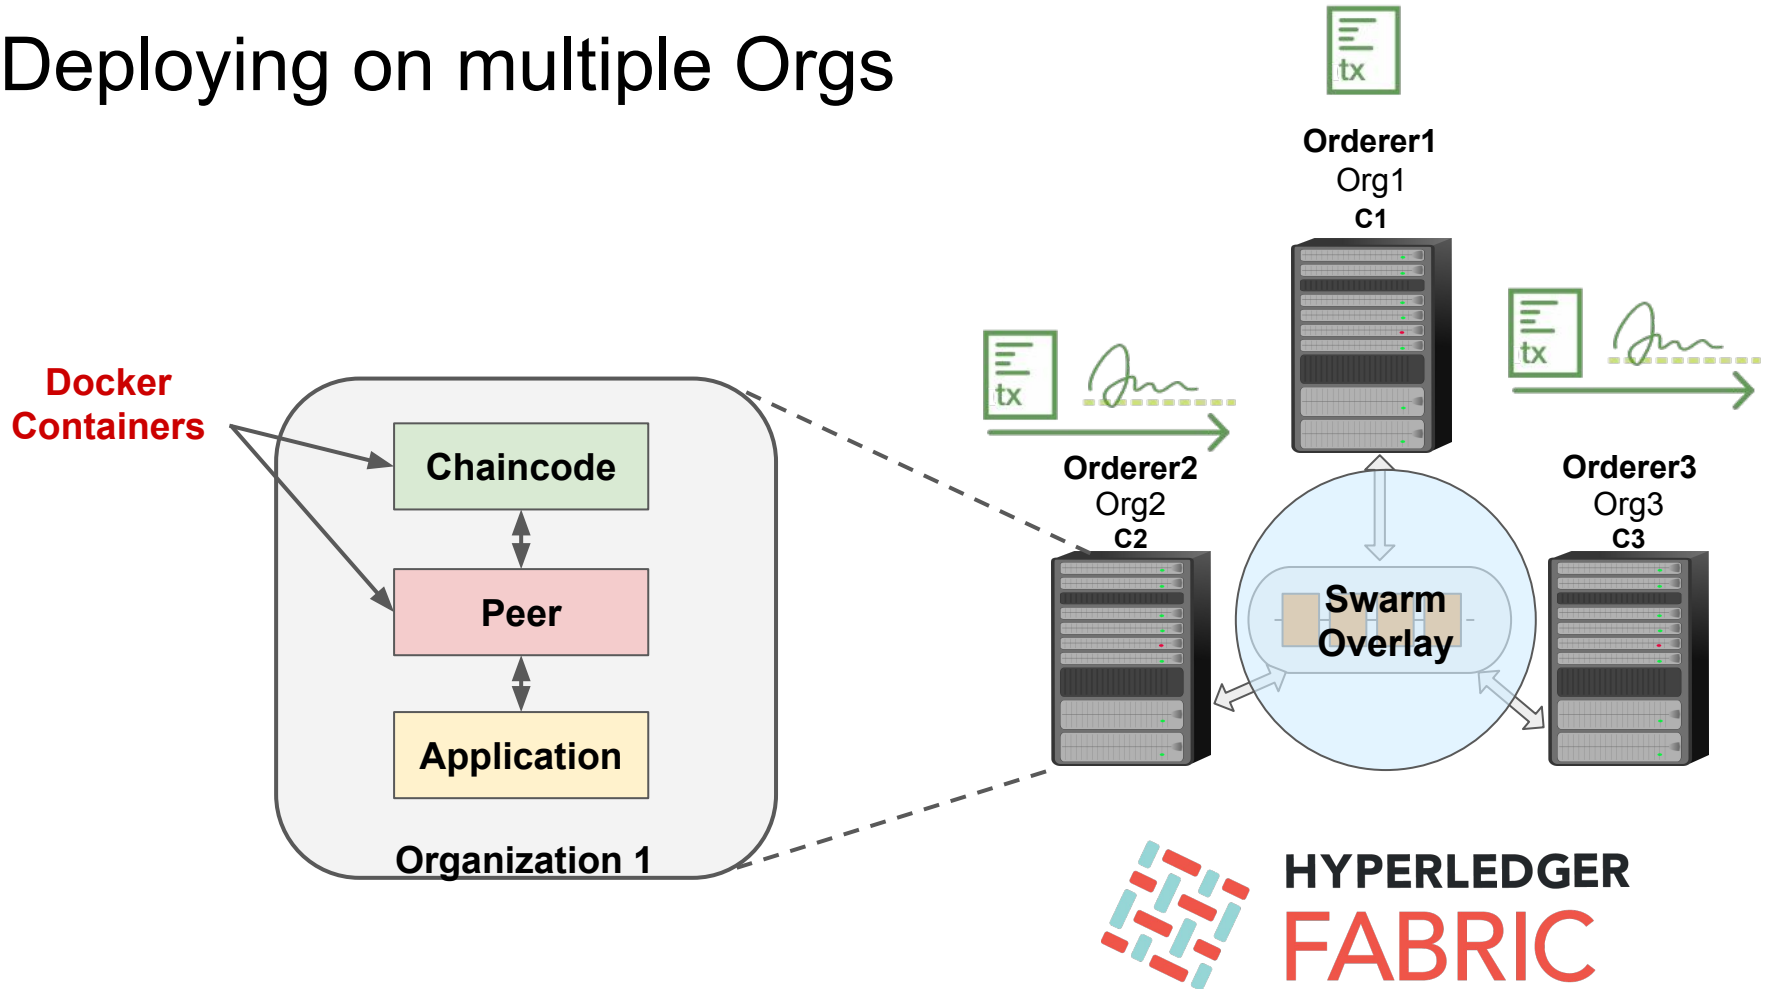 Deploying on multiple Orgs
tx
Orderer1
Org1
C1
tx
tx
Docker
Containers
Chaincode
Peer
Application
Organization 1
Orderer2
Org2
C2
Orderer3
Org3
C3
Swarm
Overlay
HYPERLEDGER
FABRIC